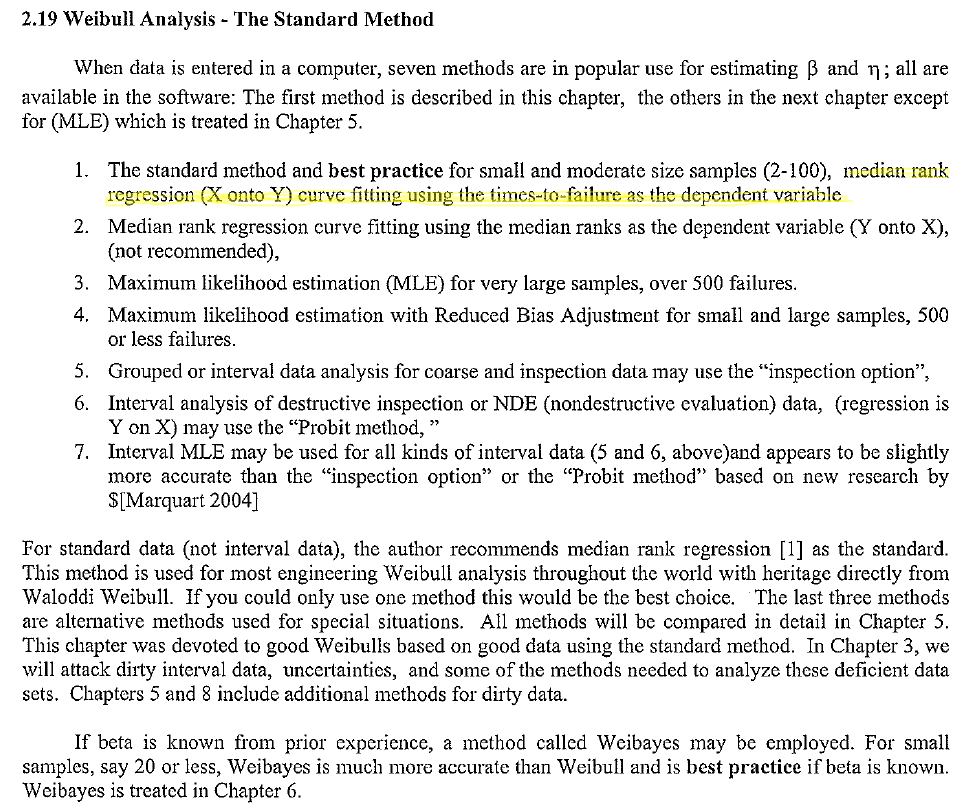 2.19 Weibull Analysis - The Standard Method
When data is entered in a computer, seven methods are in popular use for estimating β and η; all are
available in the software: The first method is described in this chapter, the others in the next chapter except
for (MLE) which is treated in Chapter 5.
1. The standard method and best practice for small and moderate size samples (2-100), median rank
regression (X onto Y) curve fitting using the times-to-failure as the dependent variable
2. Median rank regression curve fitting using the median ranks as the dependent variable (Y onto X),
(not recommended),
3. Maximum likelihood estimation (MLE) for very large samples, over 500 failures.
4. Maximum likelihood estimation with Reduced Bias Adjustment for small and large samples, 500
or less failures.
5. Grouped or interval data analysis for coarse and inspection data may use the “inspection option”,
6. Interval analysis of destructive inspection or NDE (nondestructive evaluation) data, (regression is
Y on X) may use the “Probit method, ”
7. Interval MLE may be used for all kinds of interval data (5 and 6, above)and appears to be slightly
more accurate than the “inspection option” or the “Probit method” based on new research by
$[Marquart 2004]
For standard data (not interval data), the author recommends median rank regression [1] as the standard.
This method is used for most engineering Weibull analysis throughout the world with heritage directly from
Waloddi Weibull. If you could only use one method this would be the best choice. The last three methods
are alternative methods used for special situations. All methods will be compared in detail in Chapter 5.
This chapter was devoted to good Weibulls based on good data using the standard method. In Chapter 3, we
will attack dirty interval data, uncertainties, and some of the methods needed to analyze these deficient data
sets. Chapters 5 and 8 include additional methods for dirty data.
If beta is known from prior experience, a method called Weibayes may be employed. For small
samples, say 20 or less, Weibayes is much more accurate than Weibull and is best practice if beta is known.
Weibayes is treated in Chapter 6.